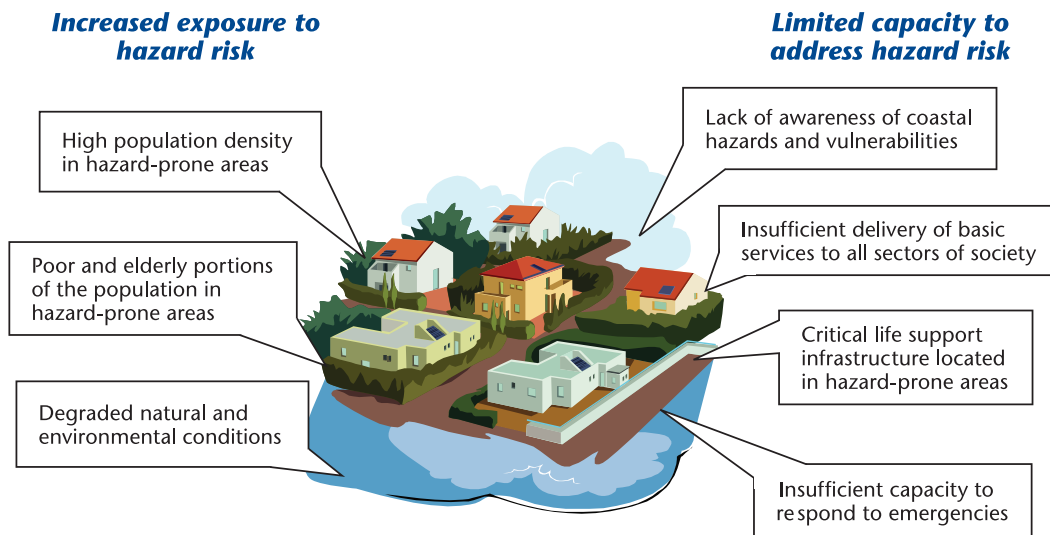 Increased exposure to
hazard risk
High population density
in hazard-prone areas
Poor and elderly portions
of the population in
hazard-prone areas
Degraded natural and
environmental conditions
Limited capacity to
address hazard risk
Lack of awareness of coastal
hazards and vulnerabilities
Insufficient delivery of basic
services to all sectors of society
Critical life support
infrastructure located
in hazard-prone areas
Insufficient capacity to
respond to emergencies